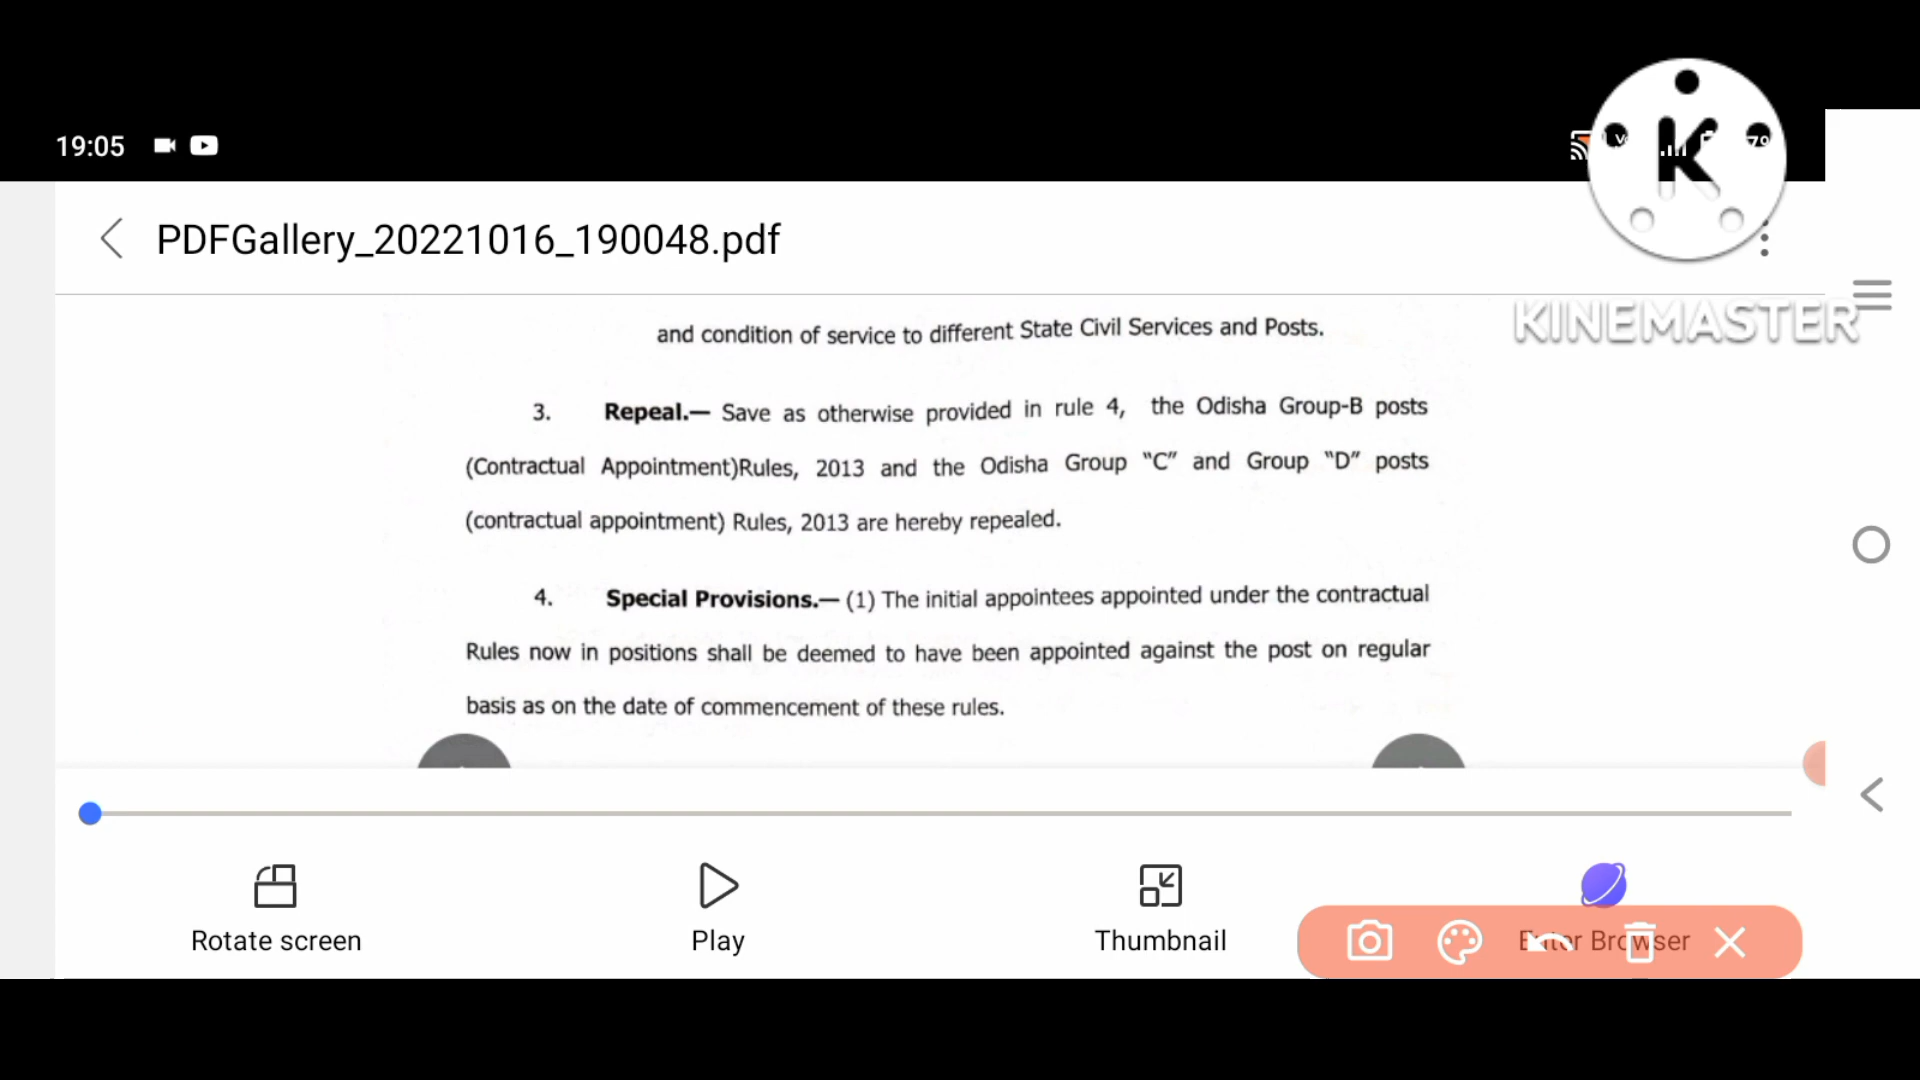 19:05
PDFGallery_20221016_190048.pdf
KINEMASTER
and condition of service to different State Civil Services and Posts.
3. Repeal.— Save as otherwise provided in rule 4, the Odisha Group-B posts
(Contractual Appointment)Rules, 2013 and the Odisha Group "C" and Group "D" posts
(contractual appointment) Rules, 2013 are hereby repealed.
4. Special Provisions.— (1) The initial appointees appointed under the contractual
Rules now in positions shall be deemed to have been appointed against the post on regular
basis as on the date of commencement of these rules.
Rotate screen
Play
Thumbnail
Enter Browser